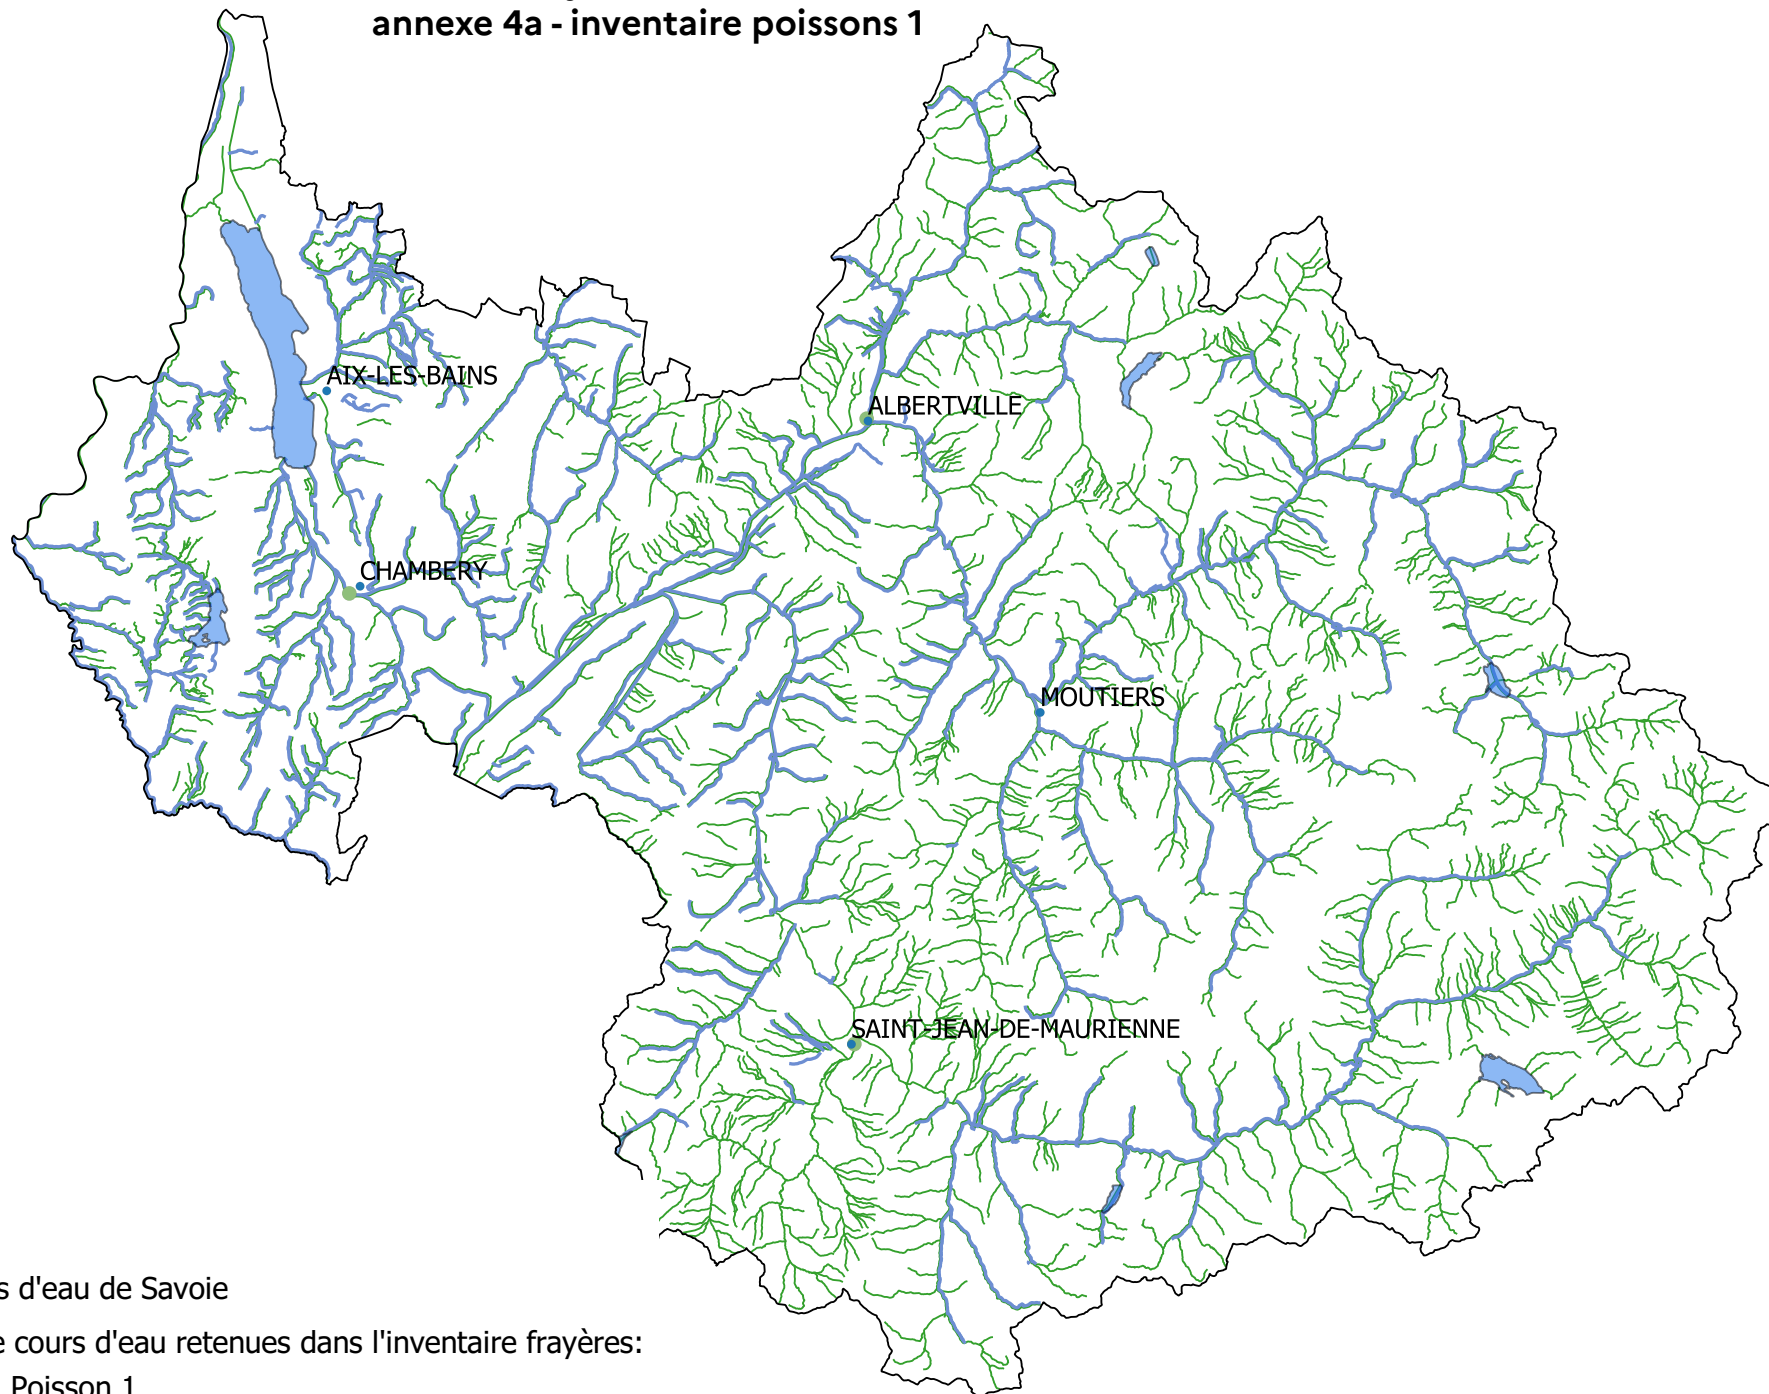 annexe 4a - inventaire poissons 1
AIX-LES-BAINS
ALBERTVILLE
CHAMBERY
MOUTIERS
SAINT-JEAN-DE-MAURIENNE
s d'eau de Savoie
e cours d'eau retenues dans l'inventaire frayères:
Poisson 1